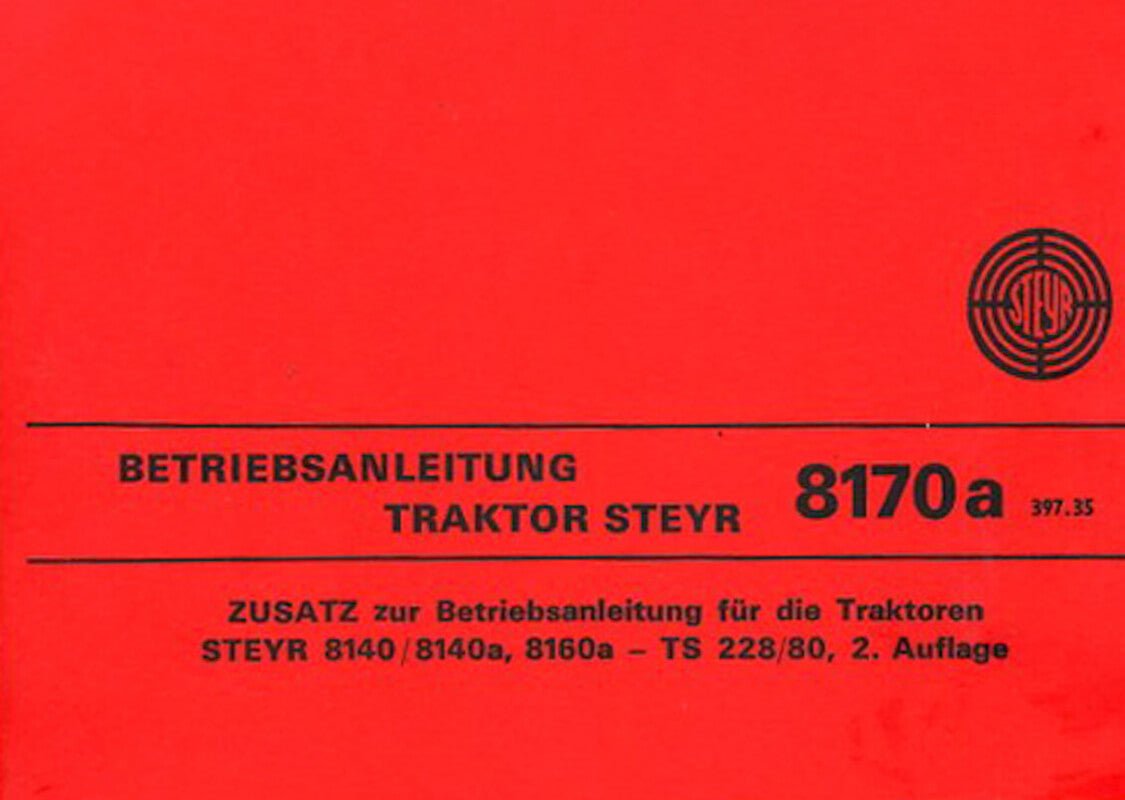 STEYR
BETRIEBSANLEITUNG
TRAKTOR STEYR 8170a 397.35
ZUSATZ zur Betriebsanleitung für die Traktoren
STEYR 8140/8140a, 8160a – TS 228/80, 2. Auflage